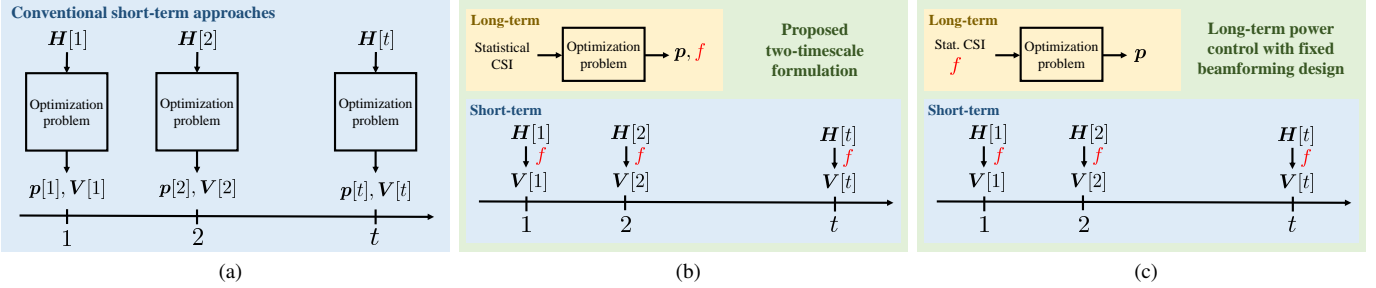 Conventional short-term approaches
H[1] H[2] H[t]
Optimization problem
Optimization problem
Optimization problem
p[1], V[1] p[2], V[2] p[t], V[t]
1 2 t
(a)
Long-term
Statistical CSI
Optimization problem
p, f
Proposed
two-timescale
formulation
Short-term
H[1] H[2] H[t]
f f f
V[1] V[2] V[t]
1 2 t
(b)
Long-term
Stat. CSI
f
Optimization problem
p
Long-term power
control with fixed
beamforming design
Short-term
H[1] H[2] H[t]
f f f
V[1] V[2] V[t]
1 2 t
(c)